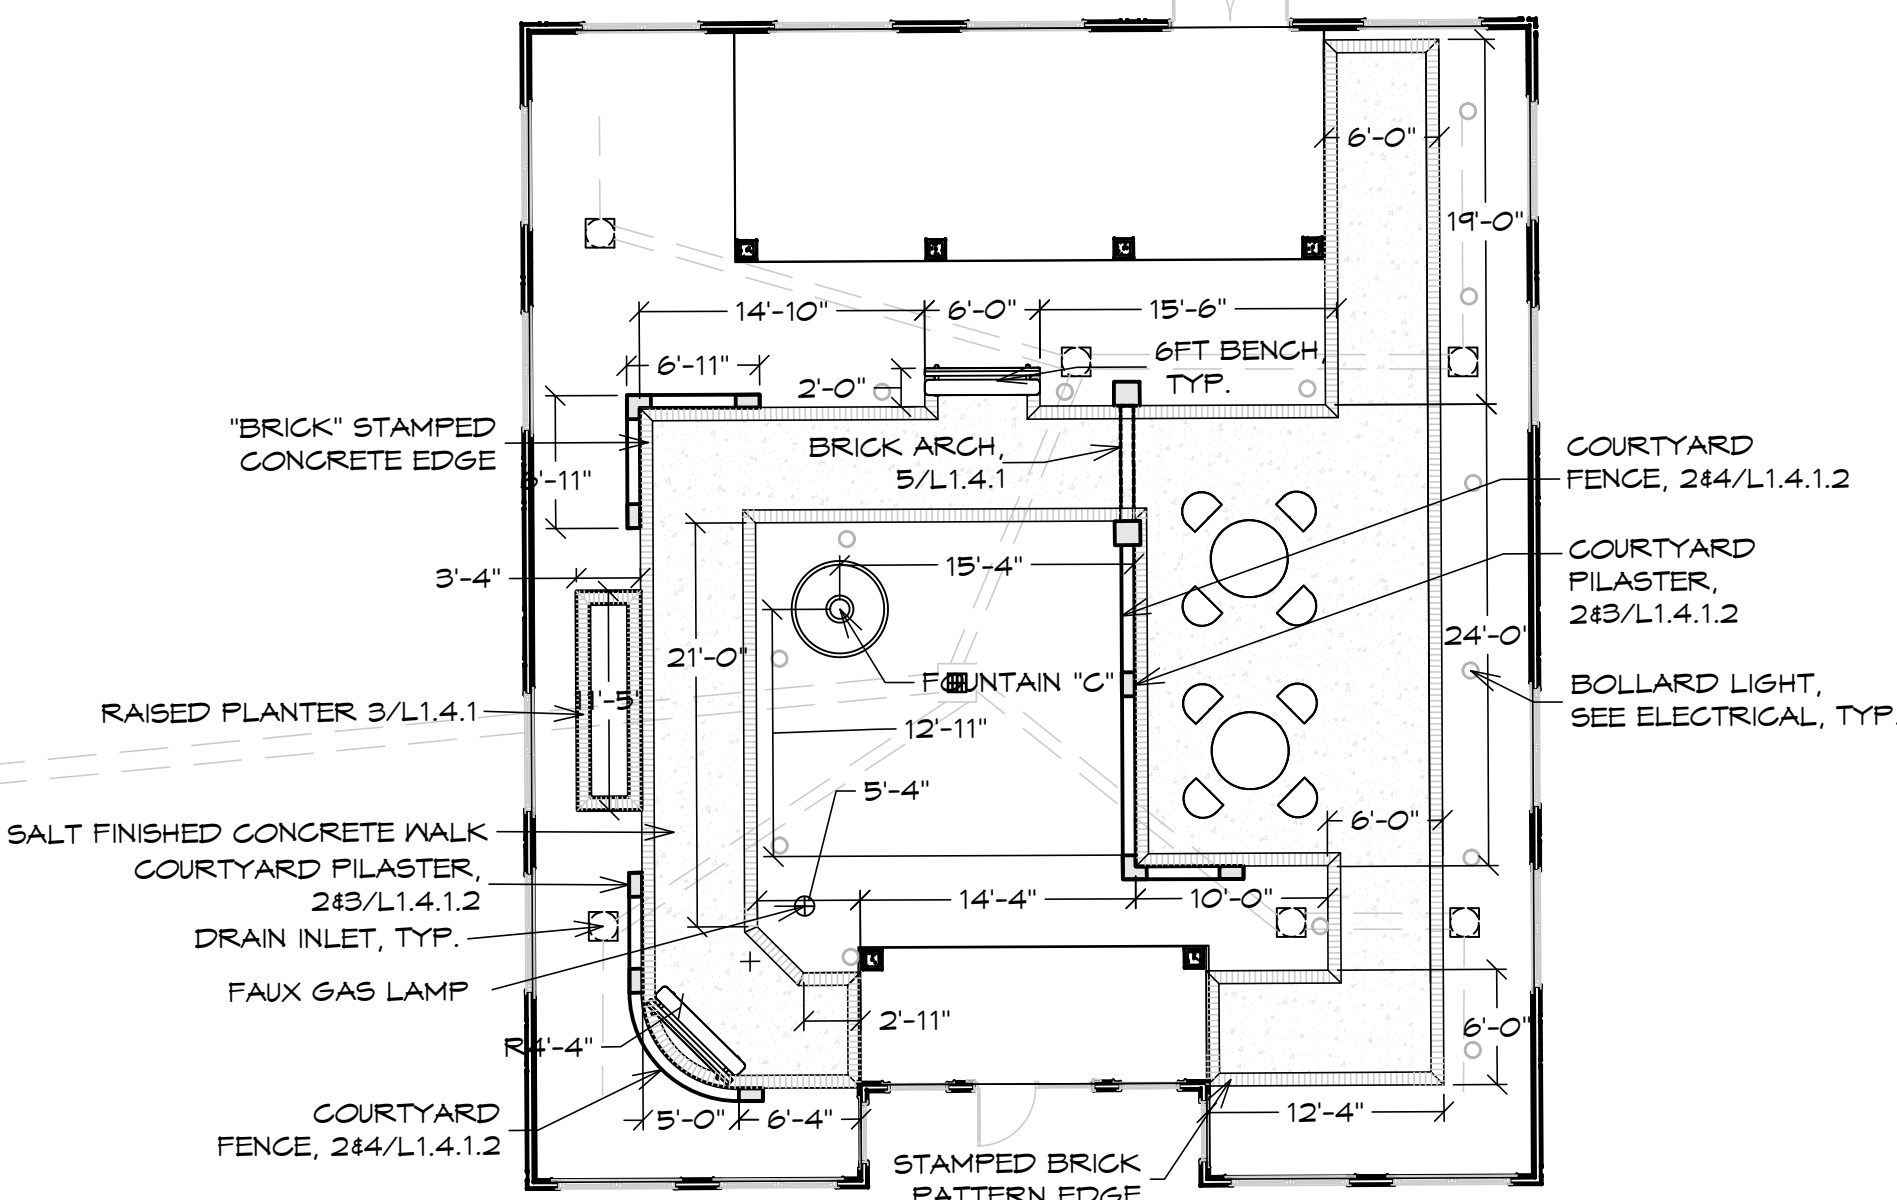 6'-0"
19'-0"
14'-10"
6'-0"
15'-6"
6FT BENCH,
TYP.
6'-11"
2'-0"
"BRICK" STAMPED
CONCRETE EDGE
6'-11"
BRICK ARCH,
5/L1.4.1
COURTYARD
FENCE, 2&4/L1.4.1.2
COURTYARD
PILASTER,
2&3/L1.4.1.2
3'-4"
15'-4"
21'-0"
24'-0"
FOUNTAIN "C"
BOLLARD LIGHT,
SEE ELECTRICAL, TYP.
RAISED PLANTER 3/L1.4.1
12'-11"
5'-4"
6'-0"
SALT FINISHED CONCRETE WALK
COURTYARD PILASTER,
2&3/L1.4.1.2
14'-4"
10'-0"
DRAIN INLET, TYP.
FAUX GAS LAMP
2'-11"
6'-0"
R4'-4"
5'-0"
6'-4"
12'-4"
COURTYARD
FENCE, 2&4/L1.4.1.2
STAMPED BRICK
PATTERN EDGE